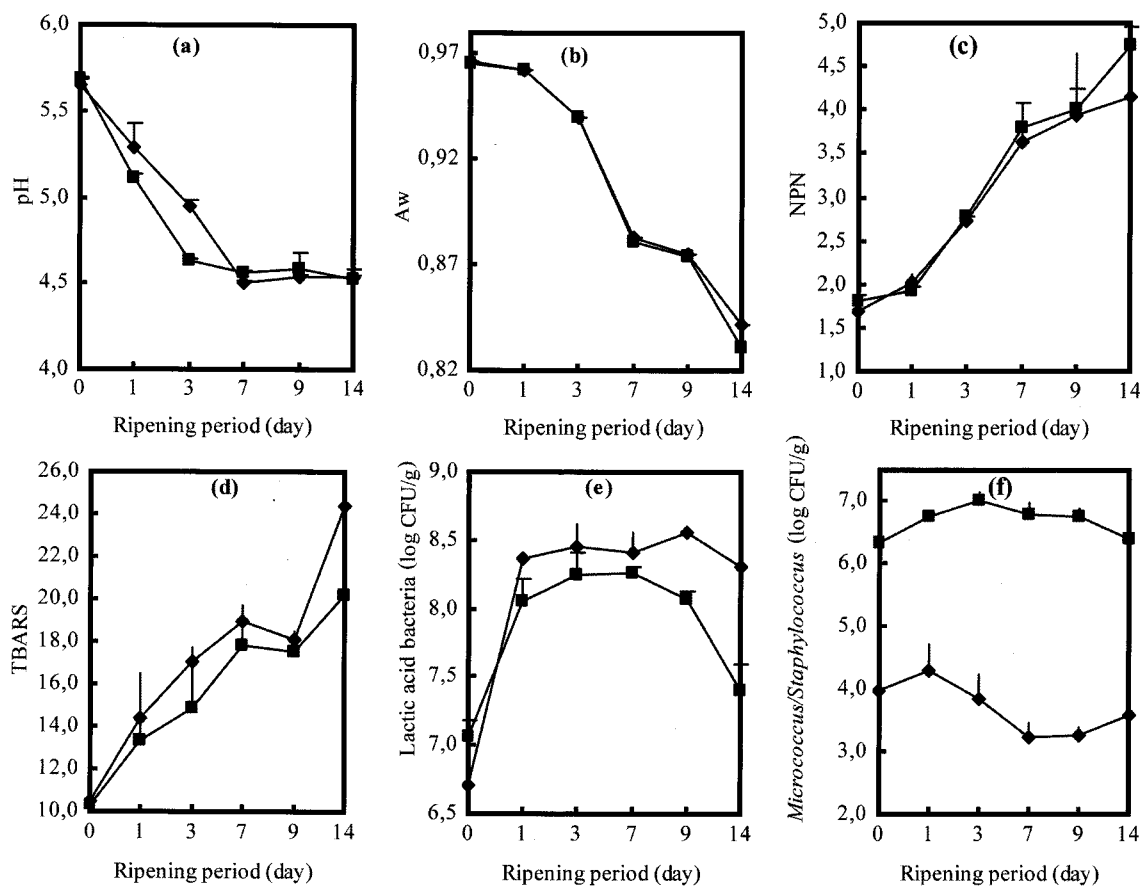 (a)
6,0
5,5
5,0
4,5
4,0
pH
0 1 3 7 9 14
Ripening period (day)
(b)
0,97
0,92
0,87
0,82
Aw
0 1 3 7 9 14
Ripening period (day)
(c)
5,0
4,5
4,0
3,5
3,0
2,5
2,0
1,5
1,0
NPN
0 1 3 7 9 14
Ripening period (day)
(d)
26,0
24,0
22,0
20,0
18,0
16,0
14,0
12,0
10,0
TBARS
0 1 3 7 9 14
Ripening period (day)
(e)
9,0
8,5
8,0
7,5
7,0
6,5
Lactic acid bacteria (log CFU/g)
0 1 3 7 9 14
Ripening period (day)
(f)
7,0
6,0
5,0
4,0
3,0
2,0
Micrococcus/Staphylococcus (log CFU/g)
0 1 3 7 9 14
Ripening period (day)